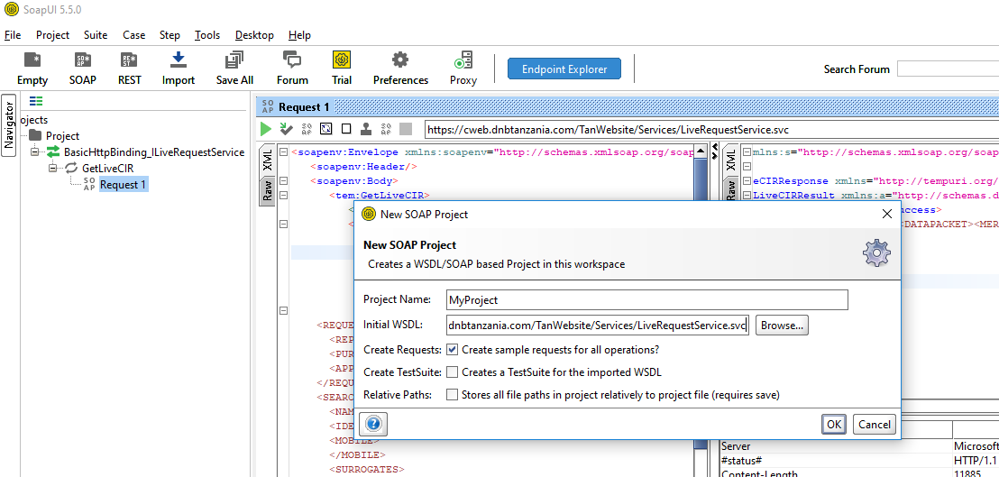 SoapUI 5.5.0
File Project Suite Case Step Tools Desktop Help
Empty SOAP REST Import Save All Forum Trial Preferences Proxy Endpoint Explorer Search Forum
Navigator
ojects
Project
BasicHttpBinding_ILiveRequestService
GetLiveCIR
SOAP Request 1
SOAP Request 1
https://cweb.dnbtanzania.com/TanWebsite/Services/LiveRequestService.svc
XML
Raw
<soapenv:Envelope xmlns:soapenv="http://schemas.xmlsoap.org/soap
<soapenv:Header/>
<soapenv:Body>
<tem:GetLiveCIR>
<
<
<REQUE
<REP
<PUR
<APP
</REQU
<SEARC
<NAM
<IDE
<MOBILE>
</MOBILE>
<SURROGATES>
XML
Raw
mlns:s="http://schemas.xmlsoap.org/soap
eCIRResponse xmlns="http://tempuri.org/
LiveCIRResult xmlns:a="http://schemas.d
uccess>
<DATAPACKET><MER
New SOAP Project
New SOAP Project
Creates a WSDL/SOAP based Project in this workspace
Project Name: MyProject
Initial WSDL: dnbtanzania.com/TanWebsite/Services/LiveRequestService.svc Browse...
Create Requests: Create sample requests for all operations?
Create TestSuite: Creates a TestSuite for the imported WSDL
Relative Paths: Stores all file paths in project relatively to project file (requires save)
? OK Cancel
Server Microsoft
#status# HTTP/1.1
Content-Length 11885